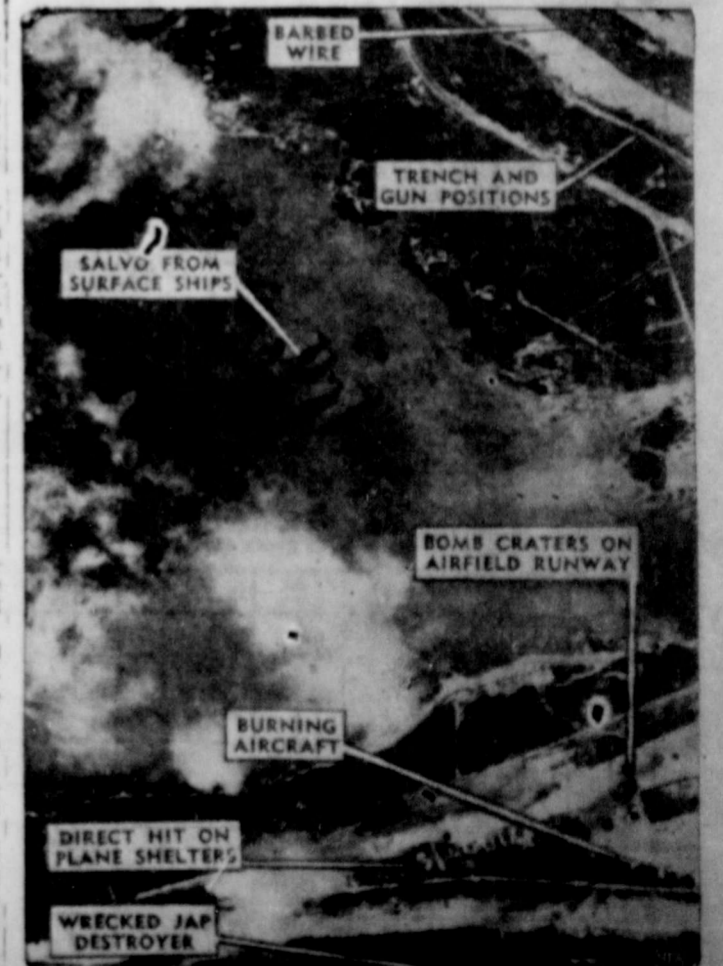 BARBED
WIRE
TRENCH AND
GUN POSITIONS
SALVO FROM
SURFACE SHIPS
BOMB CRATERS ON
AIRFIELD RUNWAY
BURNING
AIRCRAFT
DIRECT HIT ON
PLANE SHELTERS
WRECKED JAP
DESTROYER